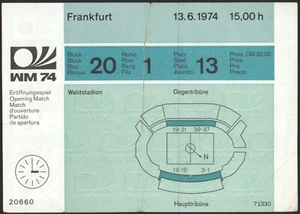 Frankfurt 13.6.1974 15,00 h
Block Reihe Platz Preis: DM 30,00
Block Row Seat Price
Bloc Rang Place Prix
Bloque 20 Fila 1 Asiento 13 Precio
WM 74
Eröffnungsspiel
Opening Match
Match
d'ouverture
Partido
de apertura
Waldstadion Gegentribüne
19-21 39-37
N
13-15 3-1
Haupttribüne
20660 71330